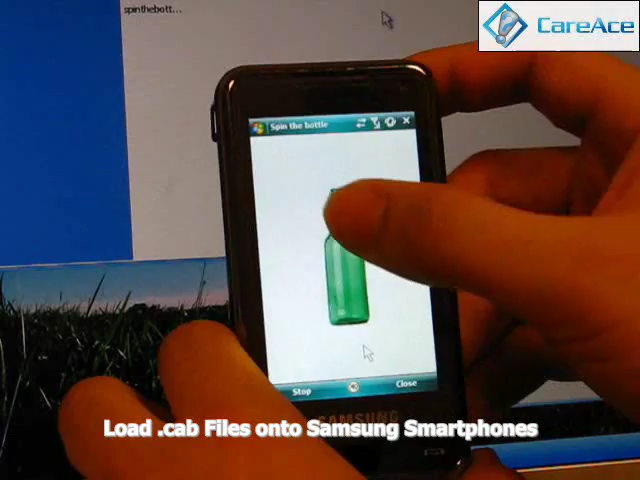 spinthebott...
CareAce
Spin the bottle
Stop
Close
SAMSUNG
Load .cab Files onto Samsung Smartphones